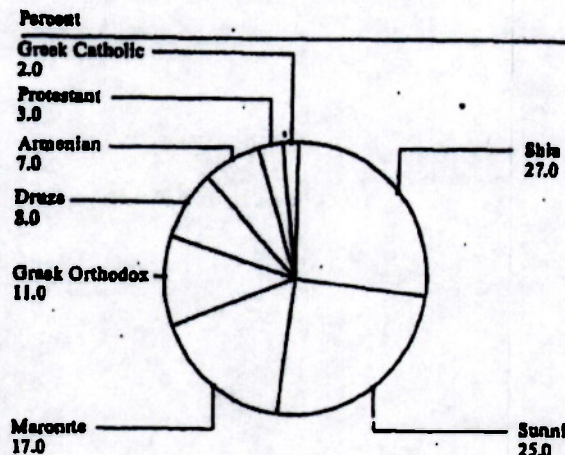 Percent
Greek Catholic
2.0
Protestant
3.0
Armenian
7.0
Druze
8.0
Greek Orthodox
11.0
Maronite
17.0
Shia
27.0
Sunni
25.0